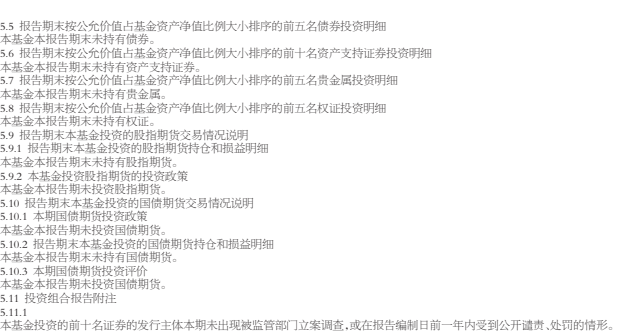 5.5 报告期末按公允价值占基金资产净值比例大小排序的前五名债券投资明细
本基金本报告期末未持有债券。
5.6 报告期末按公允价值占基金资产净值比例大小排序的前十名资产支持证券投资明细
本基金本报告期末未持有资产支持证券。
5.7 报告期末按公允价值占基金资产净值比例大小排序的前五名贵金属投资明细
本基金本报告期末未持有贵金属。
5.8 报告期末按公允价值占基金资产净值比例大小排序的前五名权证投资明细
本基金本报告期末未持有权证。
5.9 报告期末本基金投资的股指期货交易情况说明
5.9.1 报告期末本基金投资的股指期货持仓和损益明细
本基金本报告期末未持有股指期货。
5.9.2 本基金投资股指期货的投资政策
本基金本报告期末未投资股指期货。
5.10 报告期末本基金投资的国债期货交易情况说明
5.10.1 本期国债期货投资政策
本基金本报告期末未投资国债期货。
5.10.2 报告期末本基金投资的国债期货持仓和损益明细
本基金本报告期末未持有国债期货。
5.10.3 本期国债期货投资评价
本基金本报告期末未投资国债期货。
5.11 投资组合报告附注
5.11.1
本基金投资的前十名证券的发行主体本期未出现被监管部门立案调查,或在报告编制日前一年内受到公开谴责、处罚的情形。